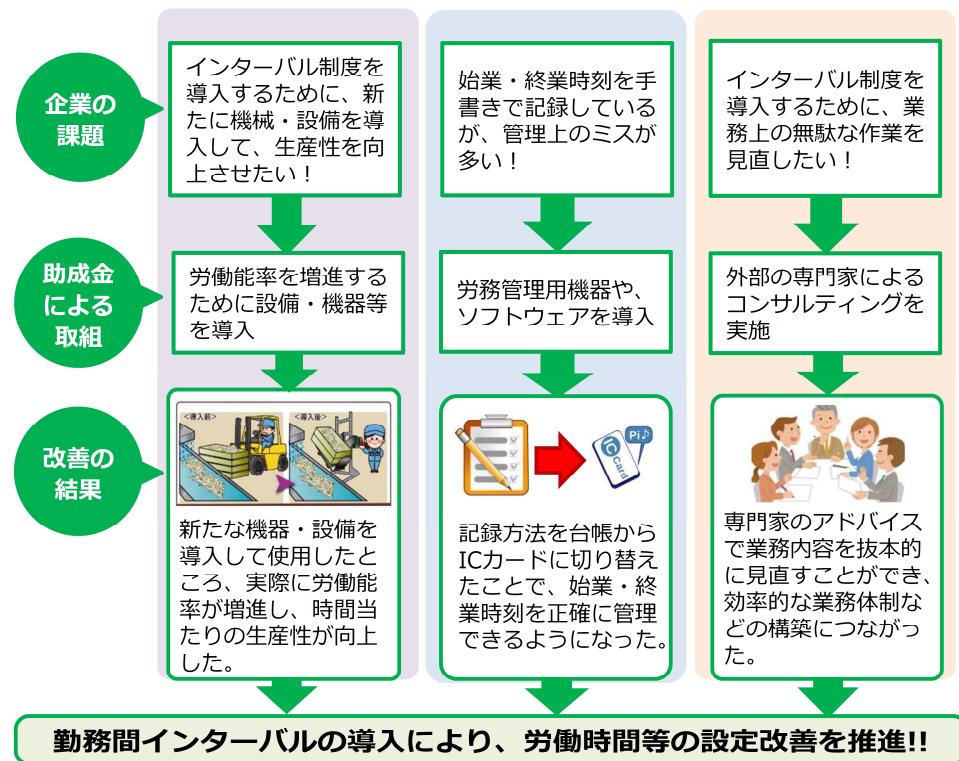 企業の
課題
インターバル制度を
導入するために、新
たに機械・設備を導
入して、生産性を向
上させたい！
始業・終業時刻を手
書きで記録している
が、管理上のミスが
多い！
インターバル制度を
導入するために、業
務上の無駄な作業を
見直したい！
助成金
による
取組
労働能率を増進する
ために設備・機器等
を導入
労務管理用機器や、
ソフトウェアを導入
外部の専門家による
コンサルティングを
実施
改善の
結果
<導入前>
<導入後>
新たな機器・設備を
導入して使用したと
ころ、実際に労働能
率が増進し、時間当
たりの生産性が向上
した。
Pi♪
IC Card
記録方法を台帳から
ICカードに切り替え
たことで、始業・終
業時刻を正確に管理
できるようになった。
専門家のアドバイス
で業務内容を抜本的
に見直すことができ、
効率的な業務体制な
どの構築につながっ
た。
勤務間インターバルの導入により、労働時間等の設定改善を推進!!